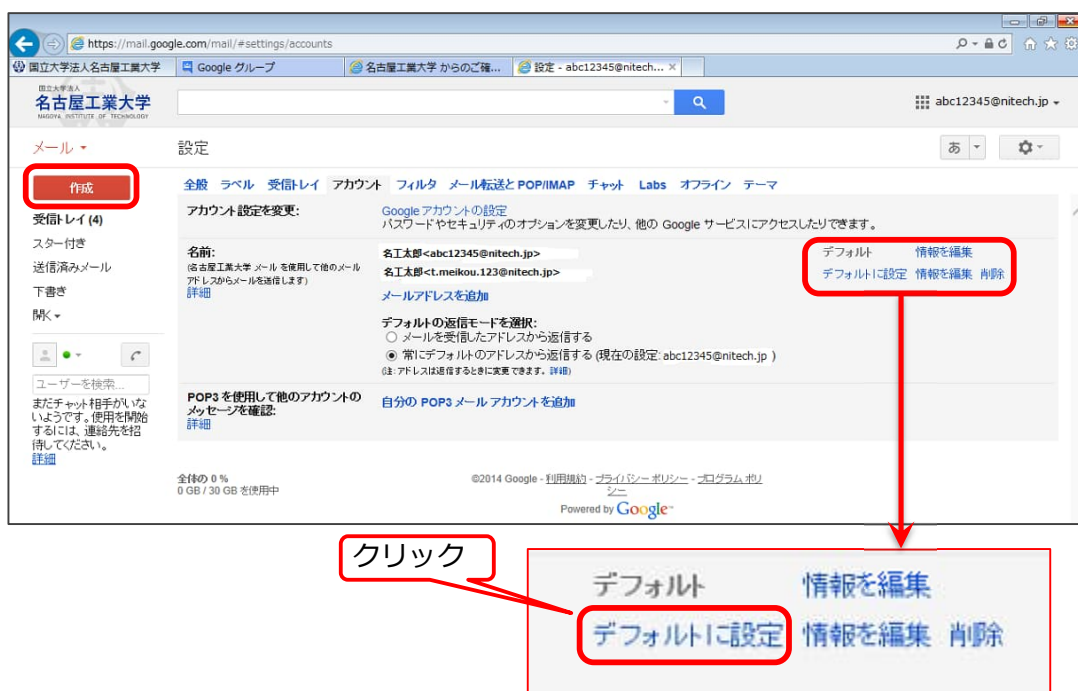 https://mail.google.com/mail/#settings/accounts
国立大学法人名古屋工業大学
Google グループ
名古屋工業大学 からのご確...
設定 - abc12345@nitech... ×
国立大学法人
名古屋工業大学
NAGOYA INSTITUTE OF TECHNOLOGY
abc12345@nitech.jp
メール
設定
あ
作成
全般 ラベル 受信トレイ アカウント フィルタ メール転送と POP/IMAP チャット Labs オフライン テーマ
受信トレイ (4)
スター付き
送信済みメール
下書き
開く
ユーザーを検索...
まだチャット相手がいな
いようです。使用を開始
するには、連絡先を招
待してください。
詳細
アカウント設定を変更:
Google アカウントの設定
パスワードやセキュリティのオプションを変更したり、他の Google サービスにアクセスしたりできます。
名前:
(名古屋工業大学 メール を使用して他のメール
アドレスからメールを送信します)
詳細
名工太郎<abc12345@nitech.jp>
デフォルト 情報を編集
名工太郎<t.meikou.123@nitech.jp>
デフォルトに設定 情報を編集 削除
メールアドレスを追加
デフォルトの返信モードを選択:
メールを受信したアドレスから返信する
常にデフォルトのアドレスから返信する (現在の設定: abc12345@nitech.jp )
(注: アドレスは返信するときに変更できます。 詳細)
POP3 を使用して他のアカウントの
メッセージを確認:
詳細
自分の POP3 メール アカウントを追加
全体の 0 %
0 GB / 30 GB を使用中
©2014 Google - 利用規約 - プライバシー ポリシー - プログラム ポリ
シー
Powered by Google™
クリック
デフォルト 情報を編集
デフォルトに設定 情報を編集 削除